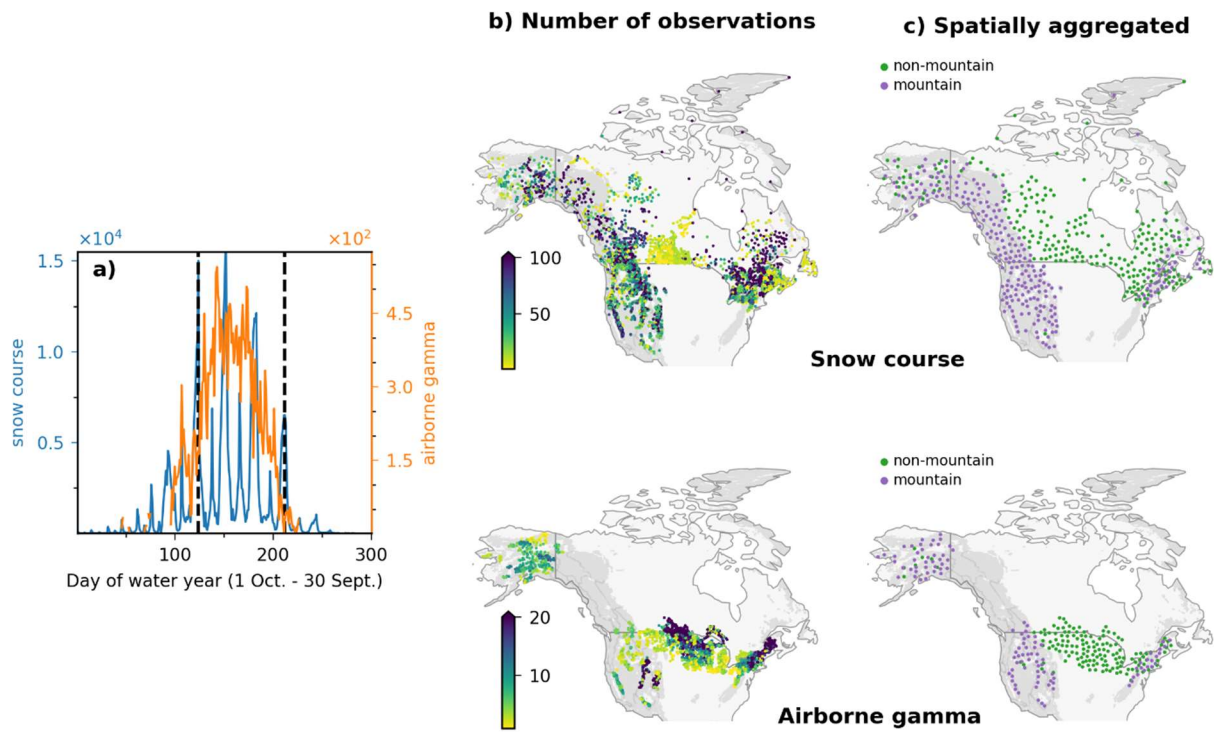 b) Number of observations
c) Spatially aggregated
non-mountain
mountain
×10⁴
×10²
a)
1.5
1.0
0.5
4.5
3.0
1.5
snow course
airborne gamma
100
200
300
Day of water year (1 Oct. - 30 Sept.)
100
50
Snow course
non-mountain
mountain
20
10
Airborne gamma